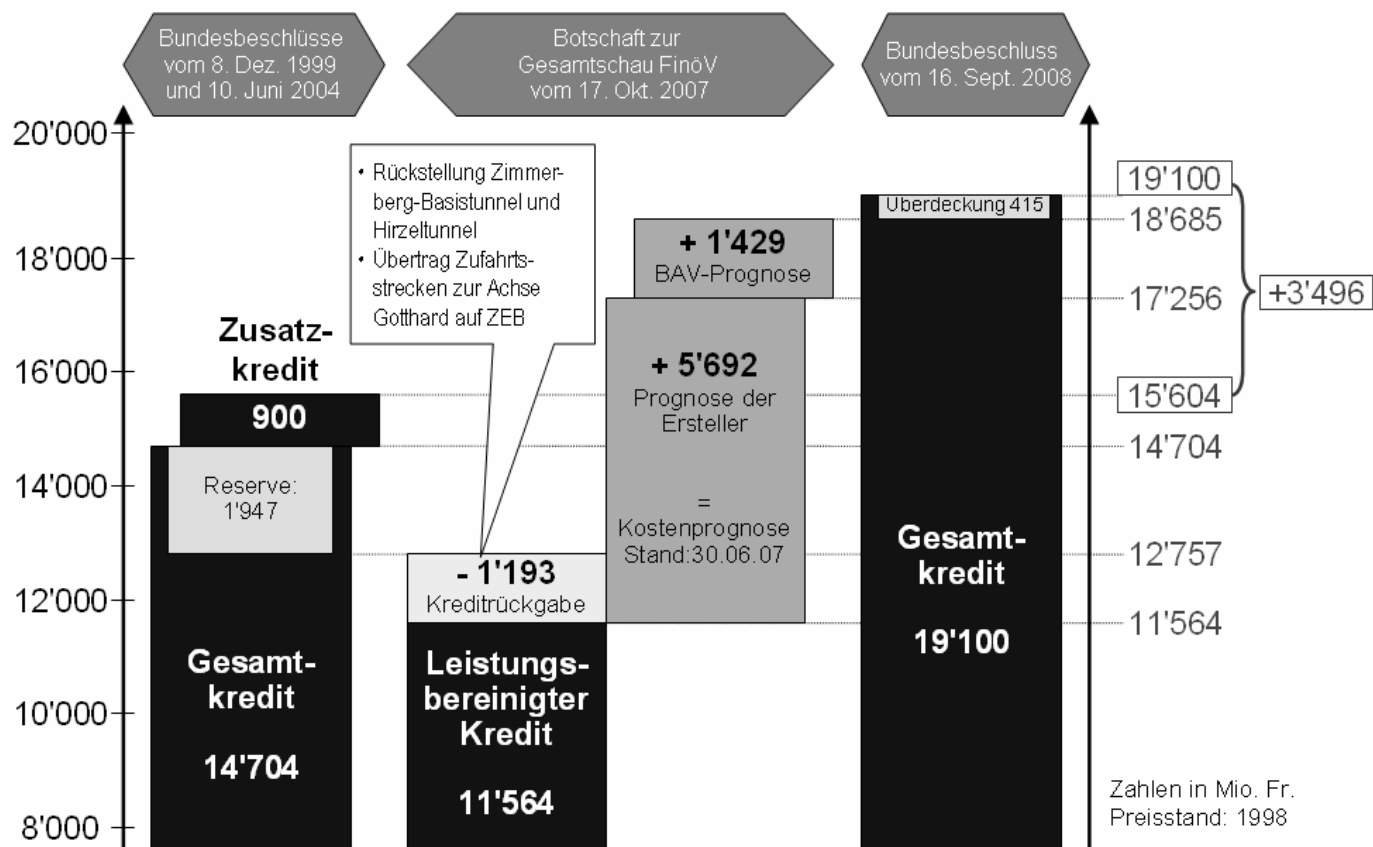 Bundesbeschlüsse
vom 8. Dez. 1999
und 10. Juni 2004
Botschaft zur
Gesamtschau FinöV
vom 17. Okt. 2007
Bundesbeschluss
vom 16. Sept. 2008
20'000
18'000
16'000
14'000
12'000
10'000
8'000
Zusatz-
kredit
900
Reserve:
1'947
Gesamt-
kredit
14'704
• Rückstellung Zimmer-
berg-Basistunnel und
Hirzeltunnel
• Übertrag Zufahrts-
strecken zur Achse
Gotthard auf ZEB
- 1'193
Kreditrückgabe
Leistungs-
bereinigter
Kredit
11'564
+ 1'429
BAV-Prognose
+ 5'692
Prognose der
Ersteller
=
Kostenprognose
Stand:30.06.07
Überdeckung 415
Gesamt-
kredit
19'100
19'100
18'685
17'256
15'604
14'704
12'757
11'564
+3'496
Zahlen in Mio. Fr.
Preisstand: 1998